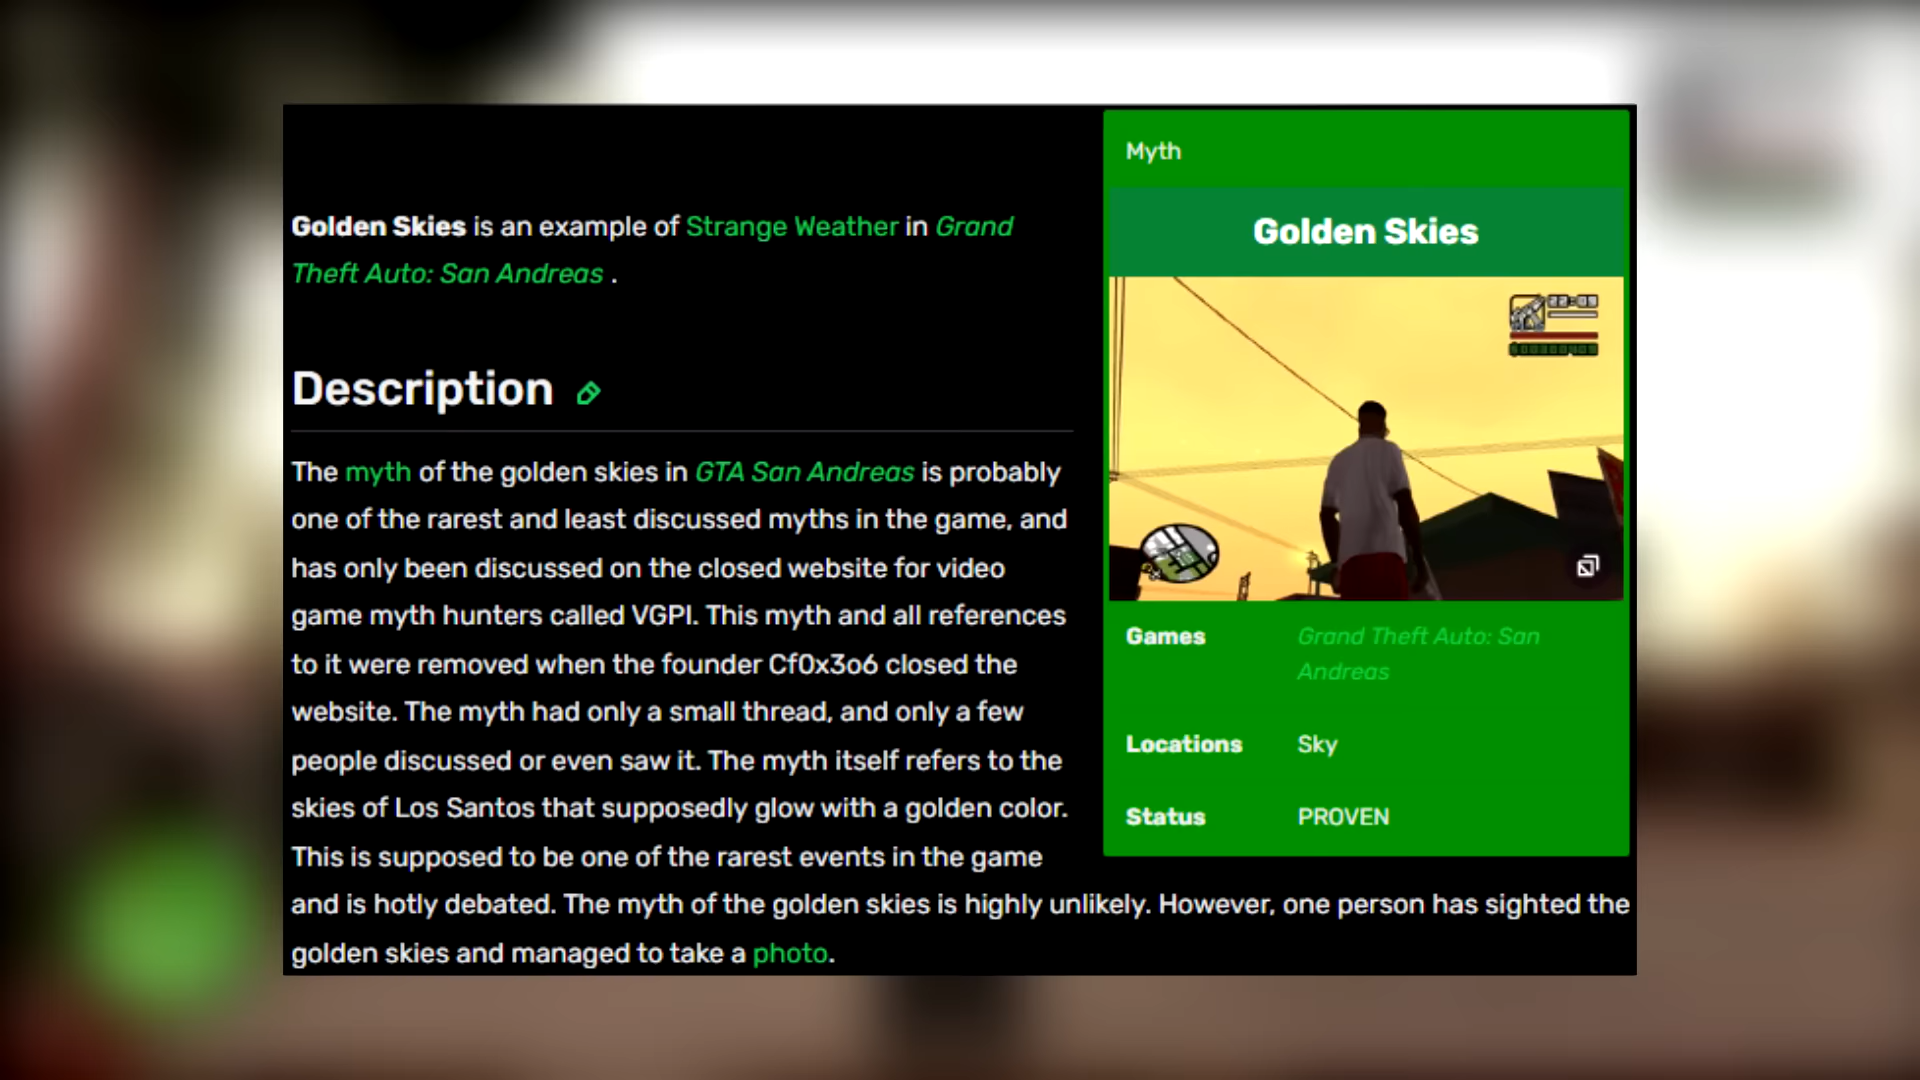 Golden Skies is an example of Strange Weather in Grand
Theft Auto: San Andreas .
Description
The myth of the golden skies in GTA San Andreas is probably
one of the rarest and least discussed myths in the game, and
has only been discussed on the closed website for video
game myth hunters called VGPI. This myth and all references
to it were removed when the founder Cf0x3o6 closed the
website. The myth had only a small thread, and only a few
people discussed or even saw it. The myth itself refers to the
skies of Los Santos that supposedly glow with a golden color.
This is supposed to be one of the rarest events in the game
and is hotly debated. The myth of the golden skies is highly unlikely. However, one person has sighted the
golden skies and managed to take a photo.
Myth
Golden Skies
Games Grand Theft Auto: San
Andreas
Locations Sky
Status PROVEN